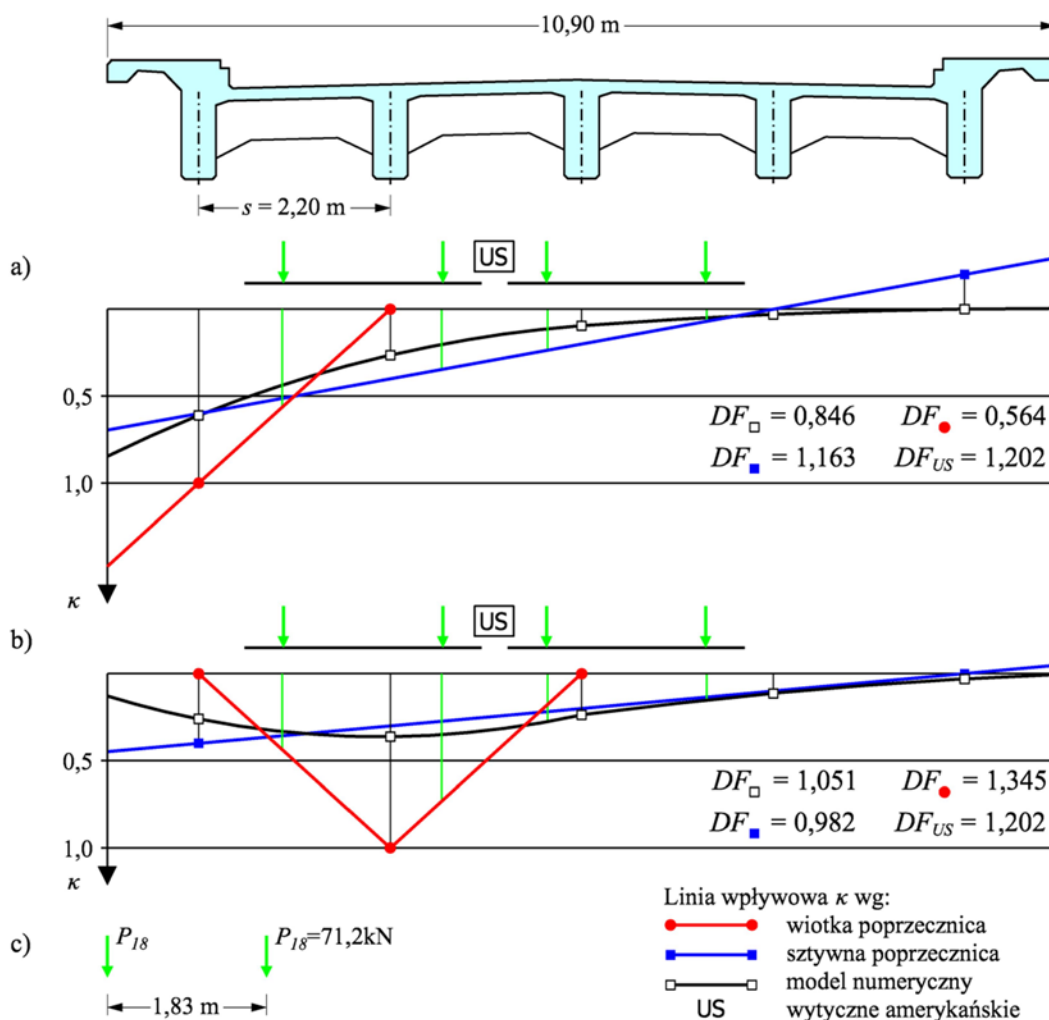 10,90 m
s = 2,20 m
a)
US
0,5
1,0
κ
DF□ = 0,846 DF● = 0,564
DF■ = 1,163 DF_US = 1,202
b)
US
0,5
1,0
κ
DF□ = 1,051 DF● = 1,345
DF■ = 0,982 DF_US = 1,202
c)
P_18 P_18=71,2kN
1,83 m
Linia wpływowa κ wg:
wiotka poprzecznica
sztywna poprzecznica
model numeryczny
US wytyczne amerykańskie